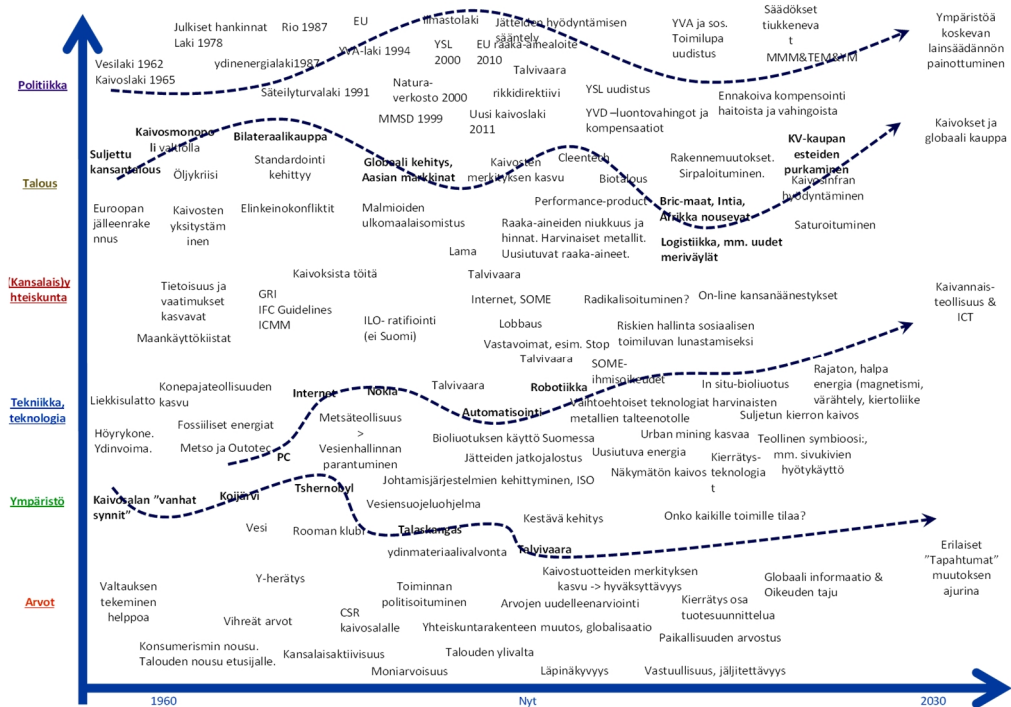 Julkiset hankinnat
Laki 1978
Rio 1987
EU
Ilmastolaki
Jätteiden hyödyntämisen
sääntely
YVA ja sos.
Toimilupa
uudistus
Säädökset
tiukkeneva
t
Ympäristöä
koskevan
lainsäädännön
painottuminen
Vesilaki 1962
Kaivoslaki 1965
ydinenergialaki1987
YVA-laki 1994
YSL
2000
EU raaka-ainealoite
2010
MMM&TEM&YM
Politiikka
Säteilyturvalaki 1991
Natura-
verkosto 2000
Talvivaara
rikkidirektiivi
YSL uudistus
Ennakoiva kompensointi
haitoista ja vahingoista
MMSD 1999
Uusi kaivoslaki
2011
YVD –luontovahingot ja
kompensaatiot
Kaivokset ja
globaali kauppa
Kaivosmonopo
li valtiolla
Bilateraalikauppa
KV-kaupan
esteiden
purkaminen
Suljettu
kansantalous
Öljykriisi
Standardointi
kehittyy
Globaali kehitys,
Aasian markkinat
Kaivosten
merkityksen kasvu
Cleentech
Biotalous
Rakennemuutokset.
Sirpaloituminen.
Kaivosinfran
hyödyntäminen
Talous
Euroopan
jälleenrake
nnus
Kaivosten
yksitystäm
inen
Elinkeinokonfliktit
Malmioiden
ulkomaalaisomistus
Performance-product
Bric-maat, Intia,
Afrikka nousevat
Saturoituminen
Raaka-aineiden niukkuus ja
hinnat. Harvinaiset metallit.
Uusiutuvat raaka-aineet.
Logistiikka, mm. uudet
meriväylät
Lama
(Kansalais)y
hteiskunta
Kaivoksista töitä
Talvivaara
Kaivannais-
teollisuus &
ICT
Tietoisuus ja
vaatimukset
kasvavat
GRI
IFC Guidelines
ICMM
Internet, SOME
Radikalisoituminen?
On-line kansanäänestykset
Maankäyttökiistat
ILO- ratifiointi
(ei Suomi)
Lobbaus
Riskien hallinta sosiaalisen
toimiluvan lunastamiseksi
Vastavoimat, esim. Stop
Talvivaara
SOME-
ihmisoikeudet
Rajaton, halpa
energia (magnetismi,
värähtely, kiertoliike
Konepajateollisuuden
kasvu
Liekkisulatto
Internet
Nokia
Talvivaara
Robotiikka
In situ-bioliuotus
Tekniikka,
teknologia
Automatisointi
Vaihtoehtoiset teknologiat harvinaisten
metallien talteenotolle
Suljetun kierron kaivos
Höyrykone.
Ydinvoima.
Fossiiliset energiat
Metso ja Outotec
PC
Metsäteollisuus
>
Vesienhallinnan
parantuminen
Bioliuotuksen käyttö Suomessa
Urban mining kasvaa
Teollinen symbioosi:,
mm. sivukivien
hyötykäyttö
Jätteiden jatkojalostus
Uusiutuva energia
Näkymätön kaivos
Kierrätys-
teknologia
t
Johtamisjärjestelmien kehittyminen, ISO
Ympäristö
Kaivosalan ”vanhat
synnit”
Koijärvi
Tshernobyl
Vesiensuojeluohjelma
Vesi
Rooman klubi
Talaskangas
Kestävä kehitys
Onko kaikille toimille tilaa?
ydinmateriaalivalvonta
Talvivaara
Erilaiset
”Tapahtumat”
muutoksen
ajurina
Arvot
Valtauksen
tekeminen
helppoa
Y-herätys
Toiminnan
politisoituminen
Kaivostuotteiden merkityksen
kasvu -> hyväksyttävyys
Globaali informaatio &
Oikeuden taju
Arvojen uudelleenarviointi
Kierrätys osa
tuotesuunnittelua
Vihreät arvot
CSR
kaivosalalle
Yhteiskuntarakenteen muutos, globalisaatio
Paikallisuuden arvostus
Konsumerismin nousu.
Talouden nousu etusijalle.
Kansalaisaktiivisuus
Talouden ylivalta
Moniarvoisuus
Läpinäkyvyys
Vastuullisuus, jäljitettävyys
1960
Nyt
2030